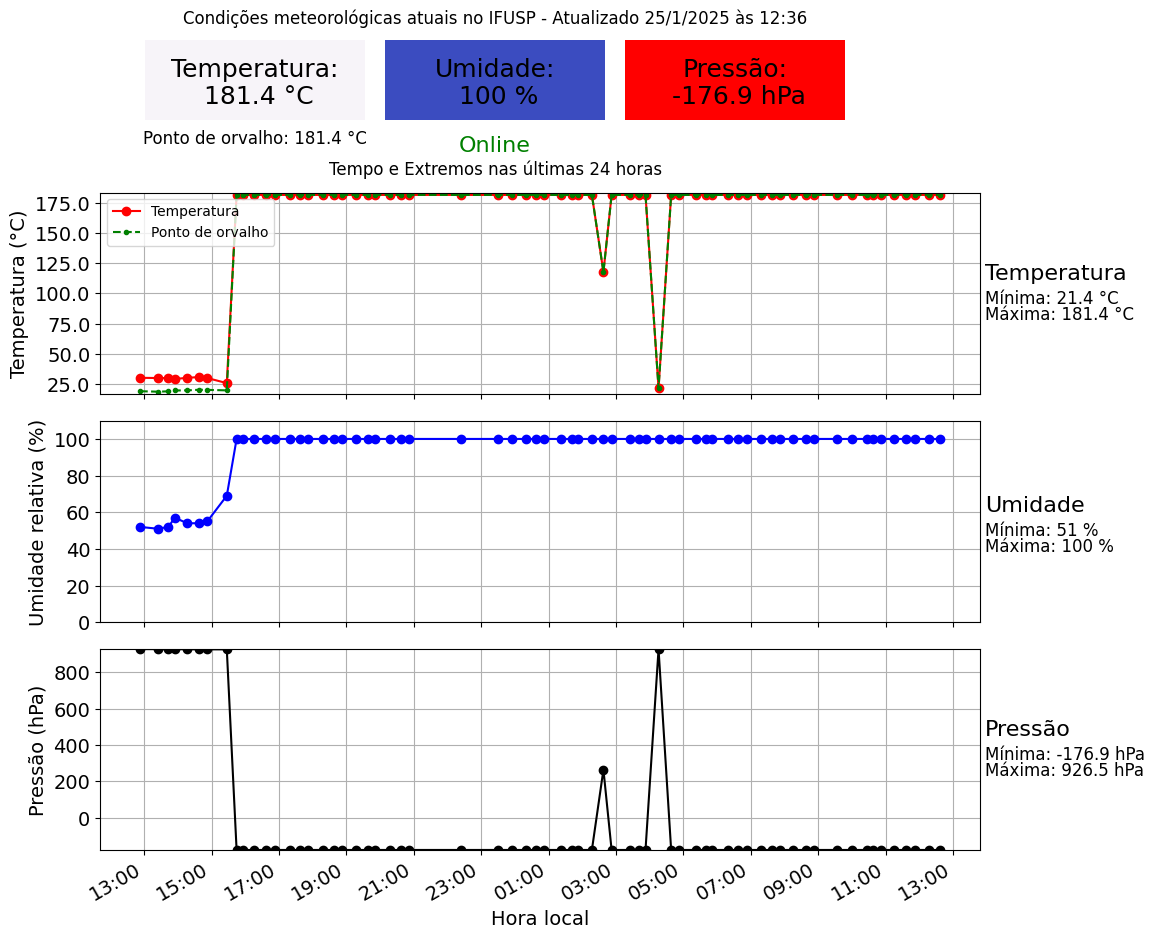 Condições meteorológicas atuais no IFUSP - Atualizado 25/1/2025 às 12:36
Temperatura:
181.4 °C
Umidade:
100 %
Pressão:
-176.9 hPa
Ponto de orvalho: 181.4 °C
Online
Tempo e Extremos nas últimas 24 horas
Temperatura (°C)
175.0
150.0
125.0
100.0
75.0
50.0
25.0
Temperatura
Ponto de orvalho
Temperatura
Mínima: 21.4 °C
Máxima: 181.4 °C
Umidade relativa (%)
100
80
60
40
20
0
Umidade
Mínima: 51 %
Máxima: 100 %
Pressão (hPa)
800
600
400
200
0
Pressão
Mínima: -176.9 hPa
Máxima: 926.5 hPa
13:00
15:00
17:00
19:00
21:00
23:00
01:00
03:00
05:00
07:00
09:00
11:00
13:00
Hora local